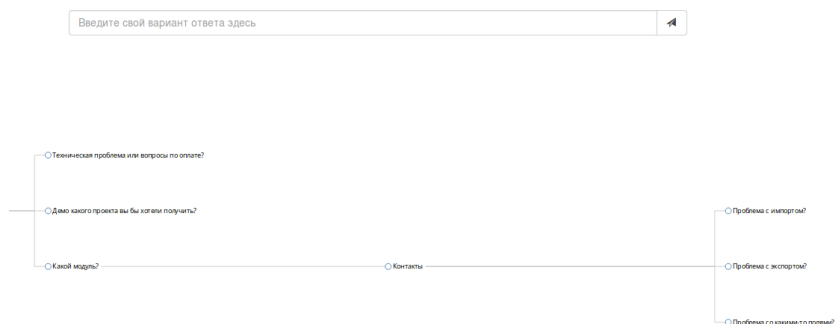 Введите свой вариант ответа здесь
Техническая проблема или вопросы по оплате?
Демо какого проекта вы бы хотели получить?
Проблема с импортом?
Какой модуль?
Контакты
Проблема с экспортом?
Проблема со какими-то полями?